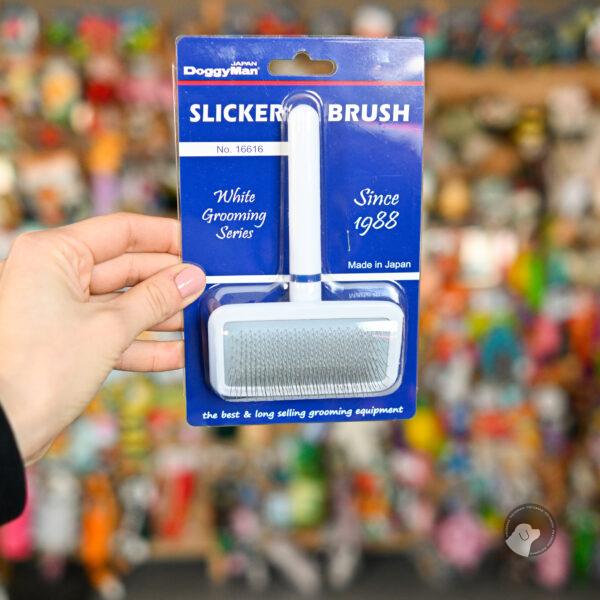 JAPAN
DoggyMan®
SLICKER BRUSH
No. 16616
White
Grooming
Series
Since
1988
Made in Japan
the best & long selling grooming equipment